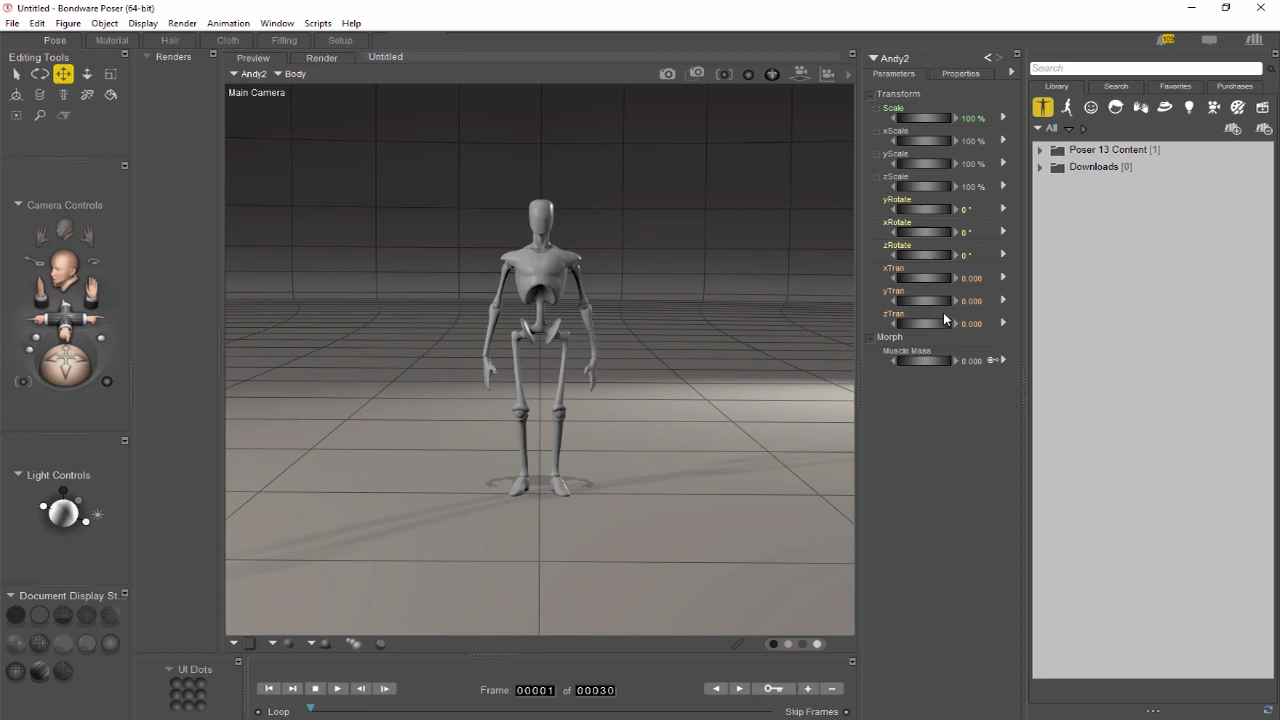 Untitled - Bondware Poser (64-bit)
File Edit Figure Object Display Render Animation Window Scripts Help
Pose Material Hair Cloth Fitting Setup
109
Editing Tools
Renders
Preview Render Untitled
Andy2 Body
Main Camera
Camera Controls
Light Controls
Document Display St...
UI Dots
Andy2
Parameters Properties
Transform
Scale
100 %
xScale
100 %
yScale
100 %
zScale
100 %
yRotate
0 °
xRotate
0 °
zRotate
0 °
xTran
0.000
yTran
0.000
zTran
0.000
Morph
Muscle Mass
0.000
Search
Library Search Favorites Purchases
All
Poser 13 Content [1]
Downloads [0]
Frame: 00001 of 00030
Loop
Skip Frames